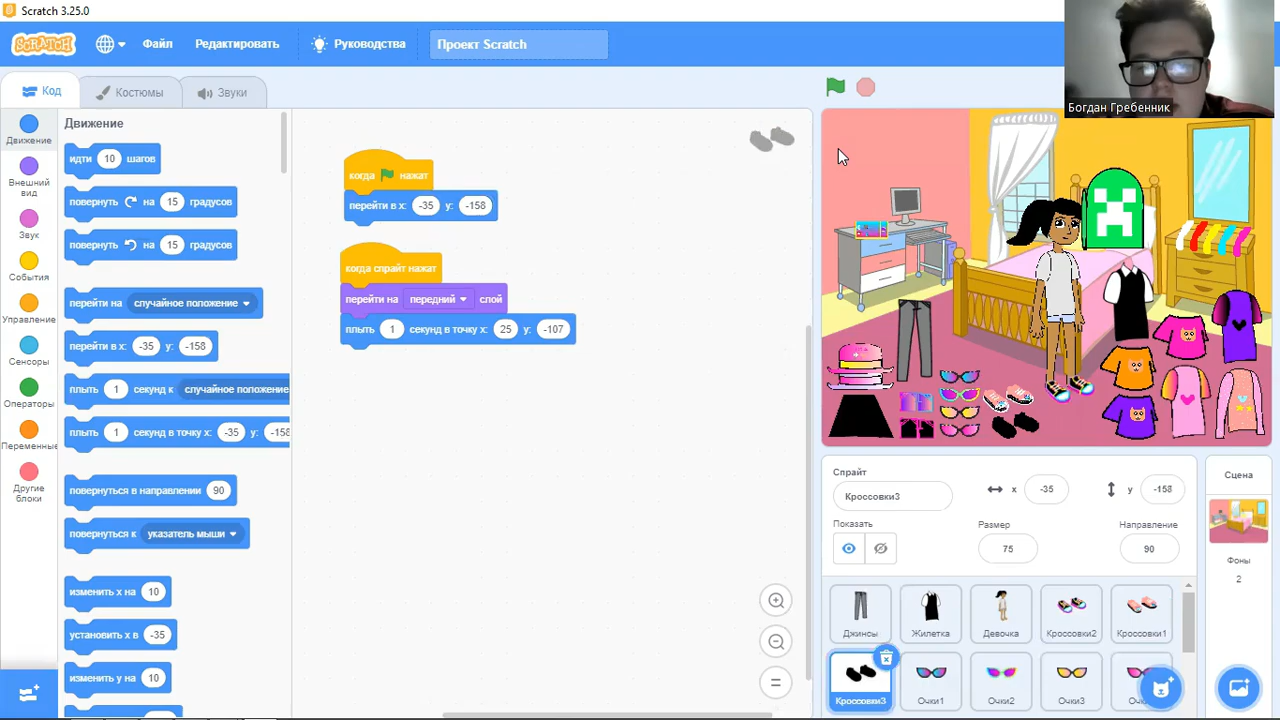 Scratch 3.25.0
SCRATCH
Файл
Редактировать
Руководства
Проект Scratch
Богдан Гребенник
Код
Костюмы
Звуки
Движение
Внешний вид
Звук
События
Управление
Сенсоры
Операторы
Переменные
Другие блоки
Движение
идти 10 шагов
повернуть на 15 градусов
повернуть на 15 градусов
перейти на случайное положение
перейти в x: -35 y: -158
плыть 1 секунд к случайное положение
плыть 1 секунд в точку x: -35 y: -158
повернуться в направлении 90
повернуться к указатель мыши
изменить x на 10
установить x в -35
изменить y на 10
когда нажат
перейти в x: -35 y: -158
когда спрайт нажат
перейти на передний слой
плыть 1 секунд в точку x: 25 y: -107
Спрайт
Кроссовки3
x -35
y -158
Показать
Размер
75
Направление
90
Джинсы
Жилетка
Девочка
Кроссовки2
Кроссовки1
Кроссовки3
Очки1
Очки2
Очки3
Сцена
Фоны
2